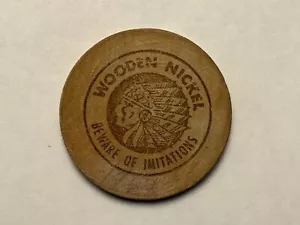 WOODEN NICKEL
BEWARE OF IMITATIONS